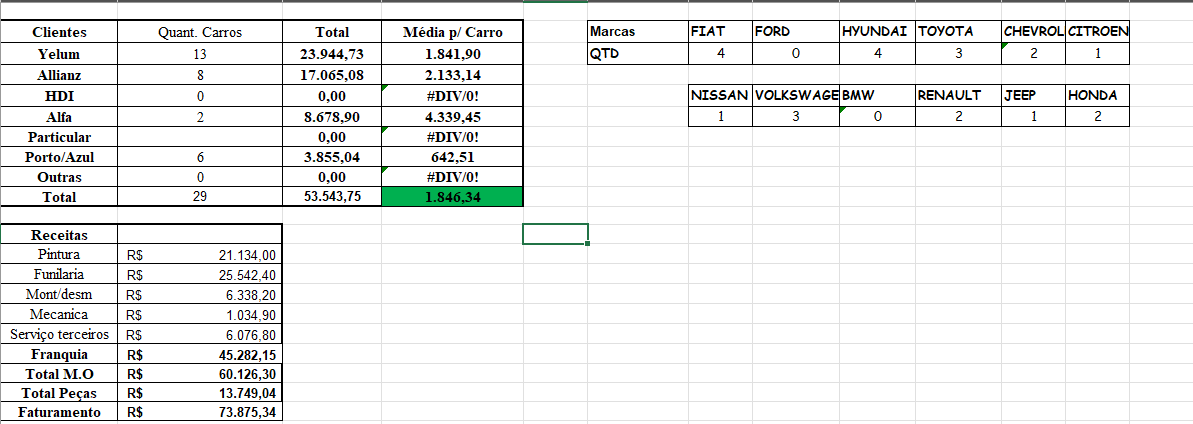 Clientes Quant. Carros Total Média p/ Carro
Yelum 13 23.944,73 1.841,90
Allianz 8 17.065,08 2.133,14
HDI 0 0,00 #DIV/0!
Alfa 2 8.678,90 4.339,45
Particular 0,00 #DIV/0!
Porto/Azul 6 3.855,04 642,51
Outras 0 0,00 #DIV/0!
Total 29 53.543,75 1.846,34
Marcas FIAT FORD HYUNDAI TOYOTA CHEVROL CITROEN
QTD 4 0 4 3 2 1
NISSAN VOLKSWAGE BMW RENAULT JEEP HONDA
1 3 0 2 1 2
Receitas
Pintura R$ 21.134,00
Funilaria R$ 25.542,40
Mont/desm R$ 6.338,20
Mecanica R$ 1.034,90
Serviço terceiros R$ 6.076,80
Franquia R$ 45.282,15
Total M.O R$ 60.126,30
Total Peças R$ 13.749,04
Faturamento R$ 73.875,34